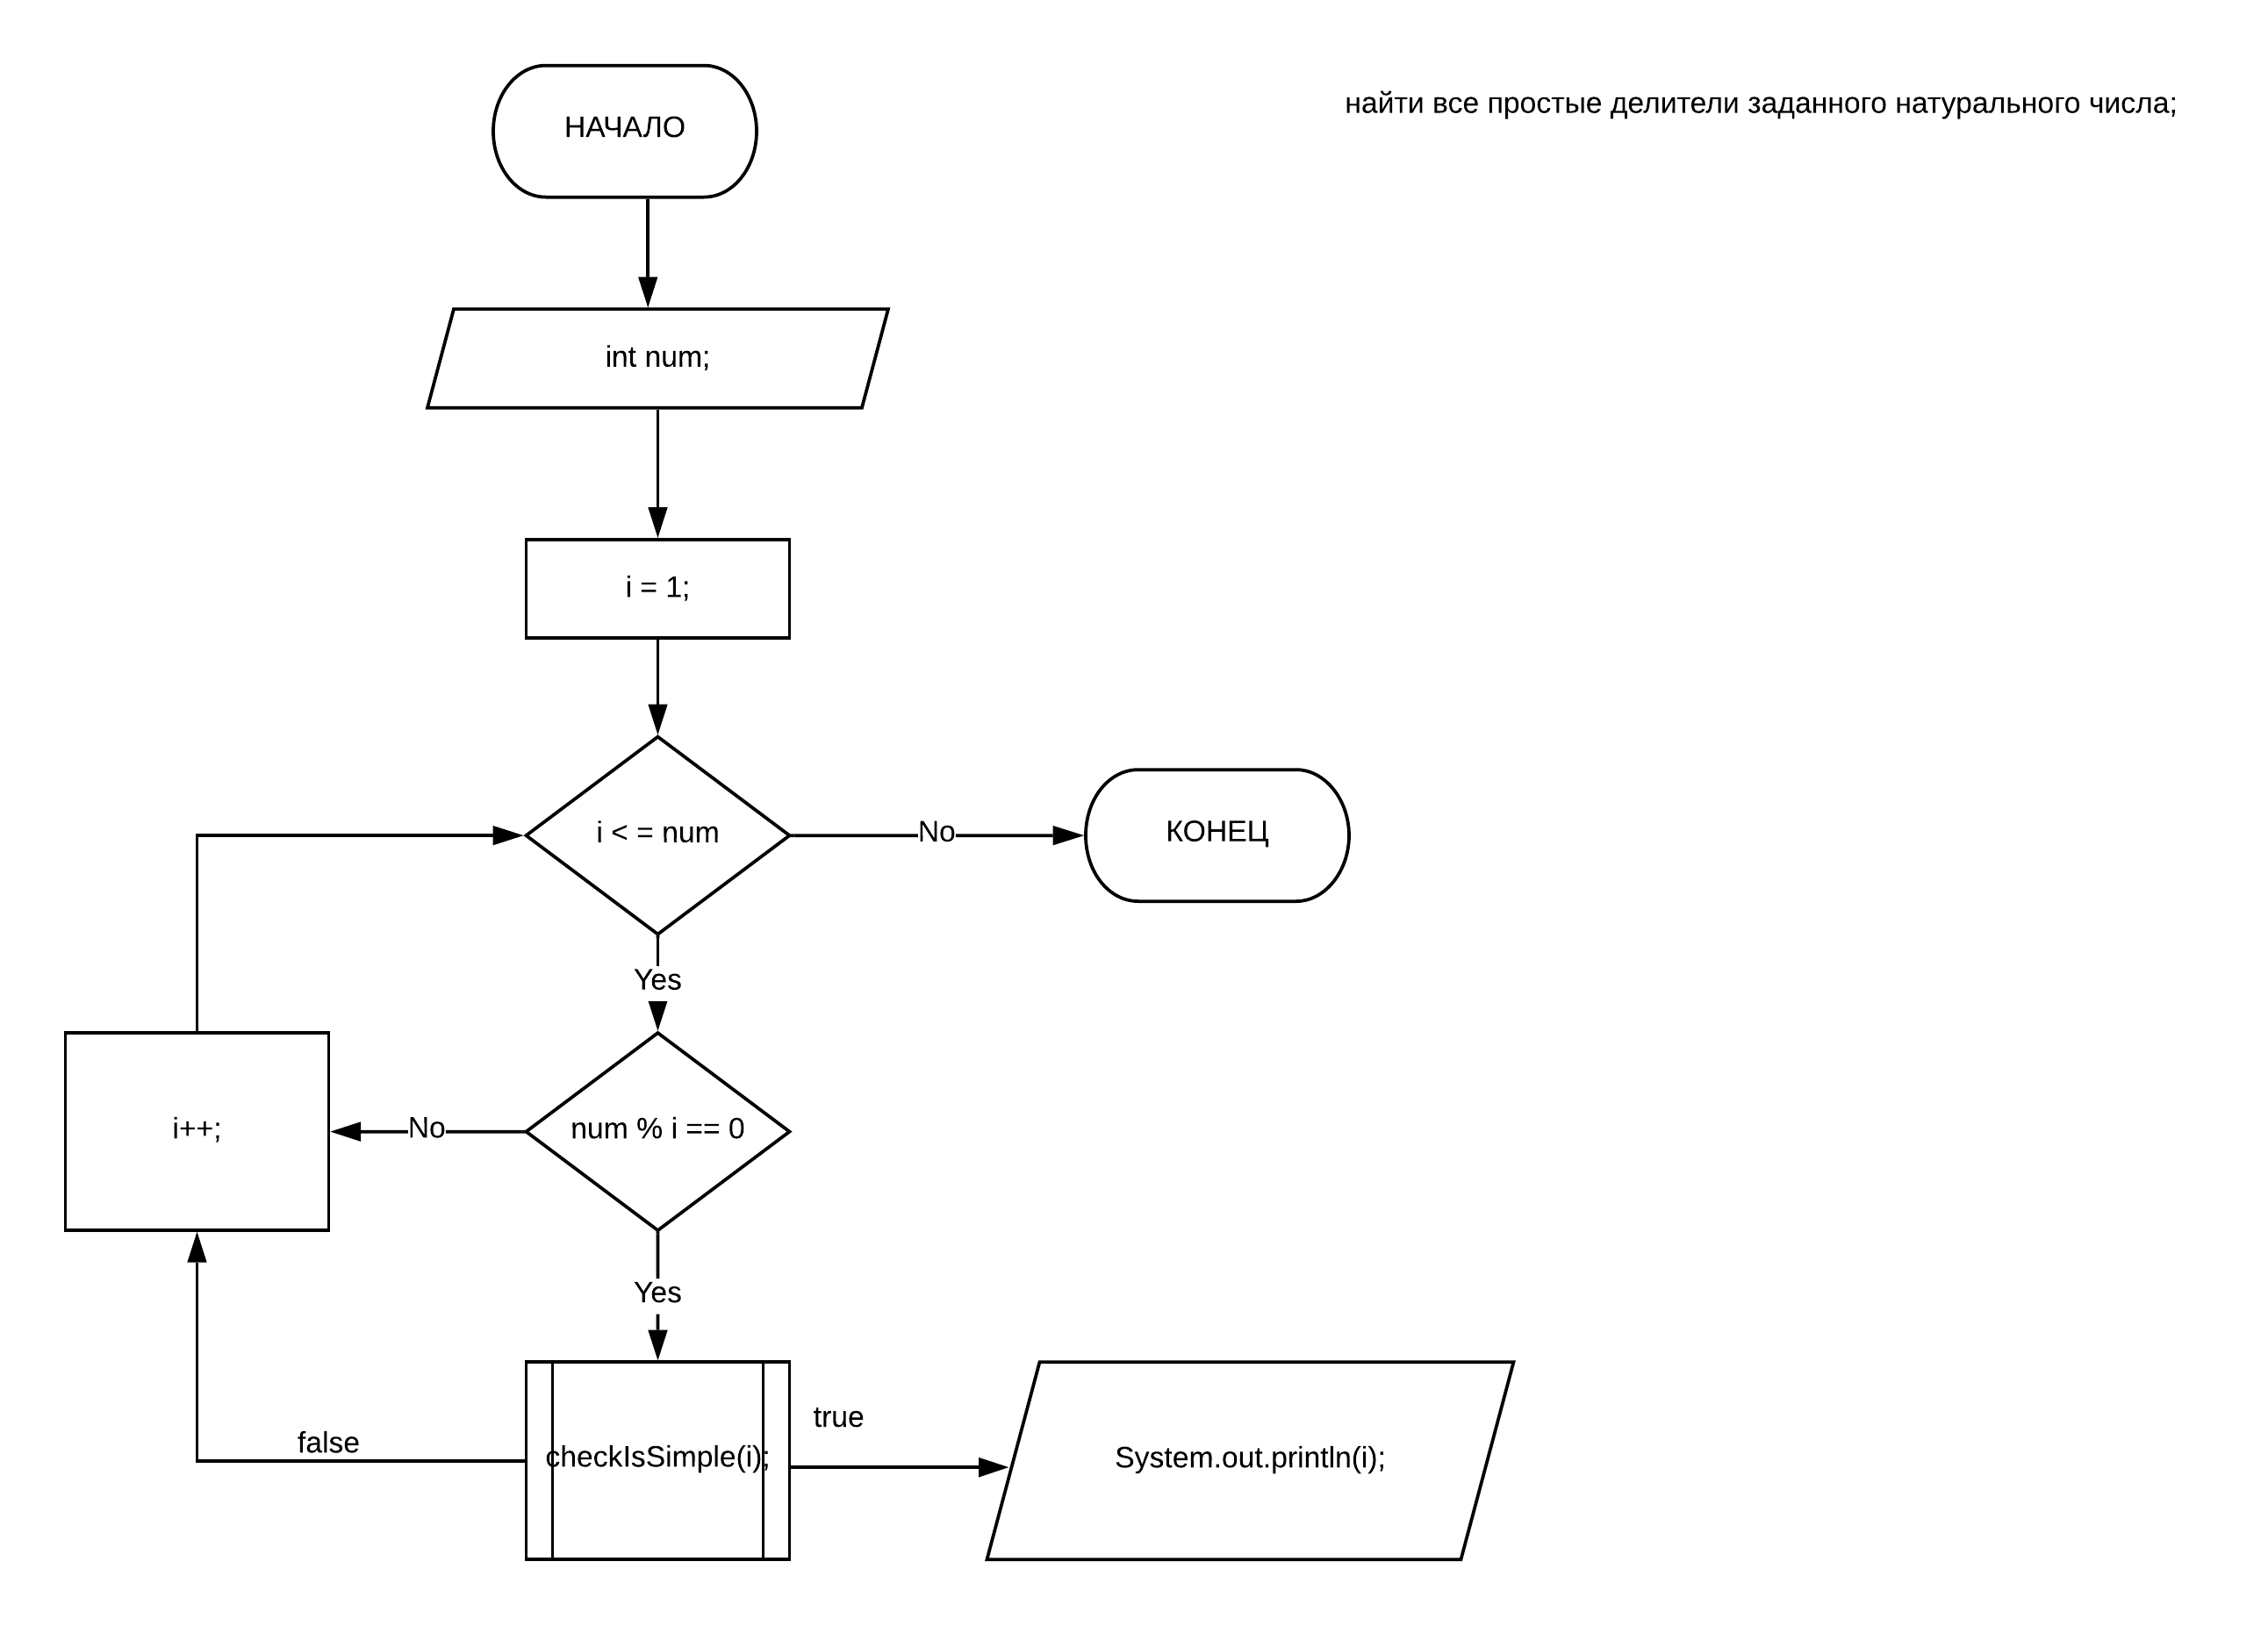 НАЧАЛО
найти все простые делители заданного натурального числа;
int num;
i = 1;
i < = num
No
КОНЕЦ
Yes
i++;
No
num % i == 0
Yes
false
checkIsSimple(i);
true
System.out.println(i);